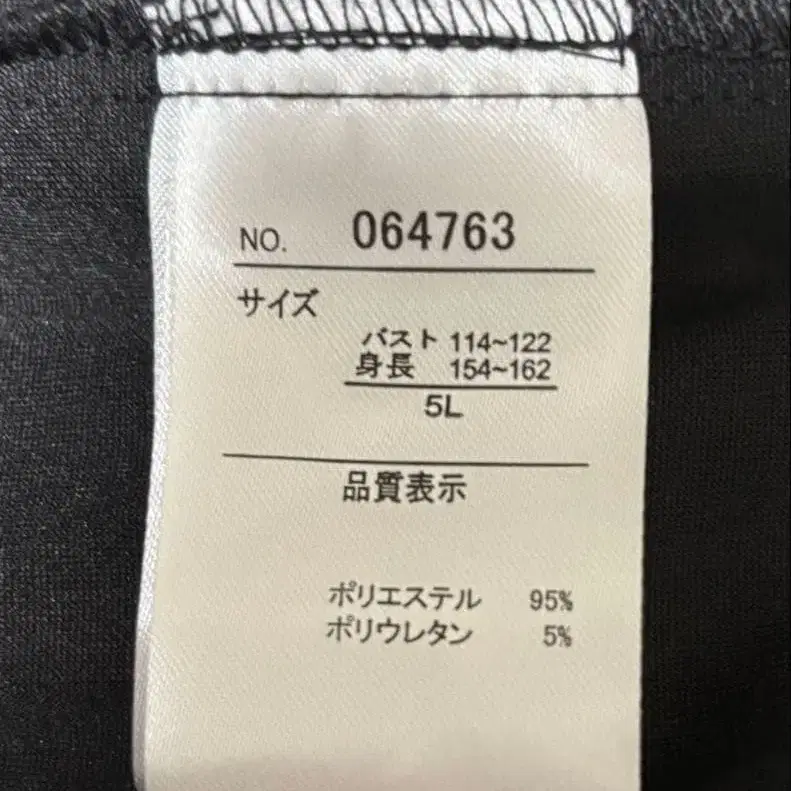 NO. 064763
サイズ
バスト 114~122
身長 154~162
5L
品質表示
ポリエステル 95%
ポリウレタン 5%